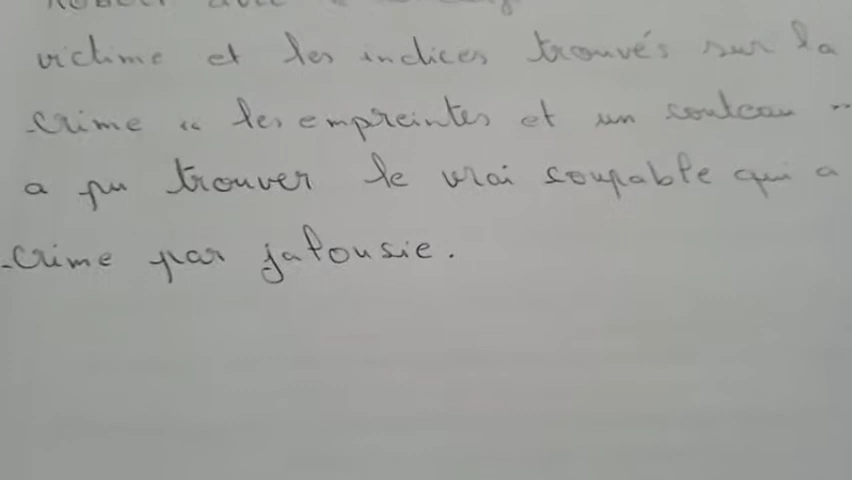 victime et les indices trouvés sur la
crime " les empreintes et un couteau "
a pu trouver le vrai coupable qui a
crime par jalousie.